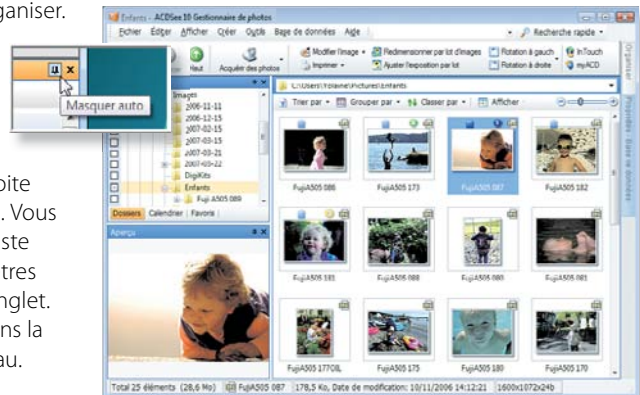 ganiser.
Enfants - ACDSee 10 Gestionnaire de photos
Fichier Editer Afficher Créer Outils Base de données Aide
Recherche rapide
Haut
Acquérir des photos
Modifier l'image
Redimensionner par lot d'images
Rotation à gauch
InTouch
Imprimer
Ajuster l'exposition par lot
Rotation à droite
myACD
Organiser
Propriétés - Base de données
Masquer auto
Images
2006-11-11
2006-12-15
2007-02-15
2007-03-15
2007-03-21
2007-03-22
DigiKits
Enfants
Fuji A505 089
Dossiers Calendrier Favoris
C:\Users\Yolaine\Pictures\Enfants
Trier par Grouper par Classer par Afficher
FujiA505 086
FujiA505 173
FujiA505 087
FujiA505 182
FujiA505 181
FujiA505 088
FujiA505 080
FujiA505 081
FujiA505 177OIL
FujiA505 175
FujiA505 180
FujiA505 170
oite
. Vous
ste
tres
nglet.
ns la
au.
Aperçu
Total 25 éléments (28,6 Mo) FujiA505 087 178,5 Ko, Date de modification: 10/11/2006 14:12:21 1600x1072x24b